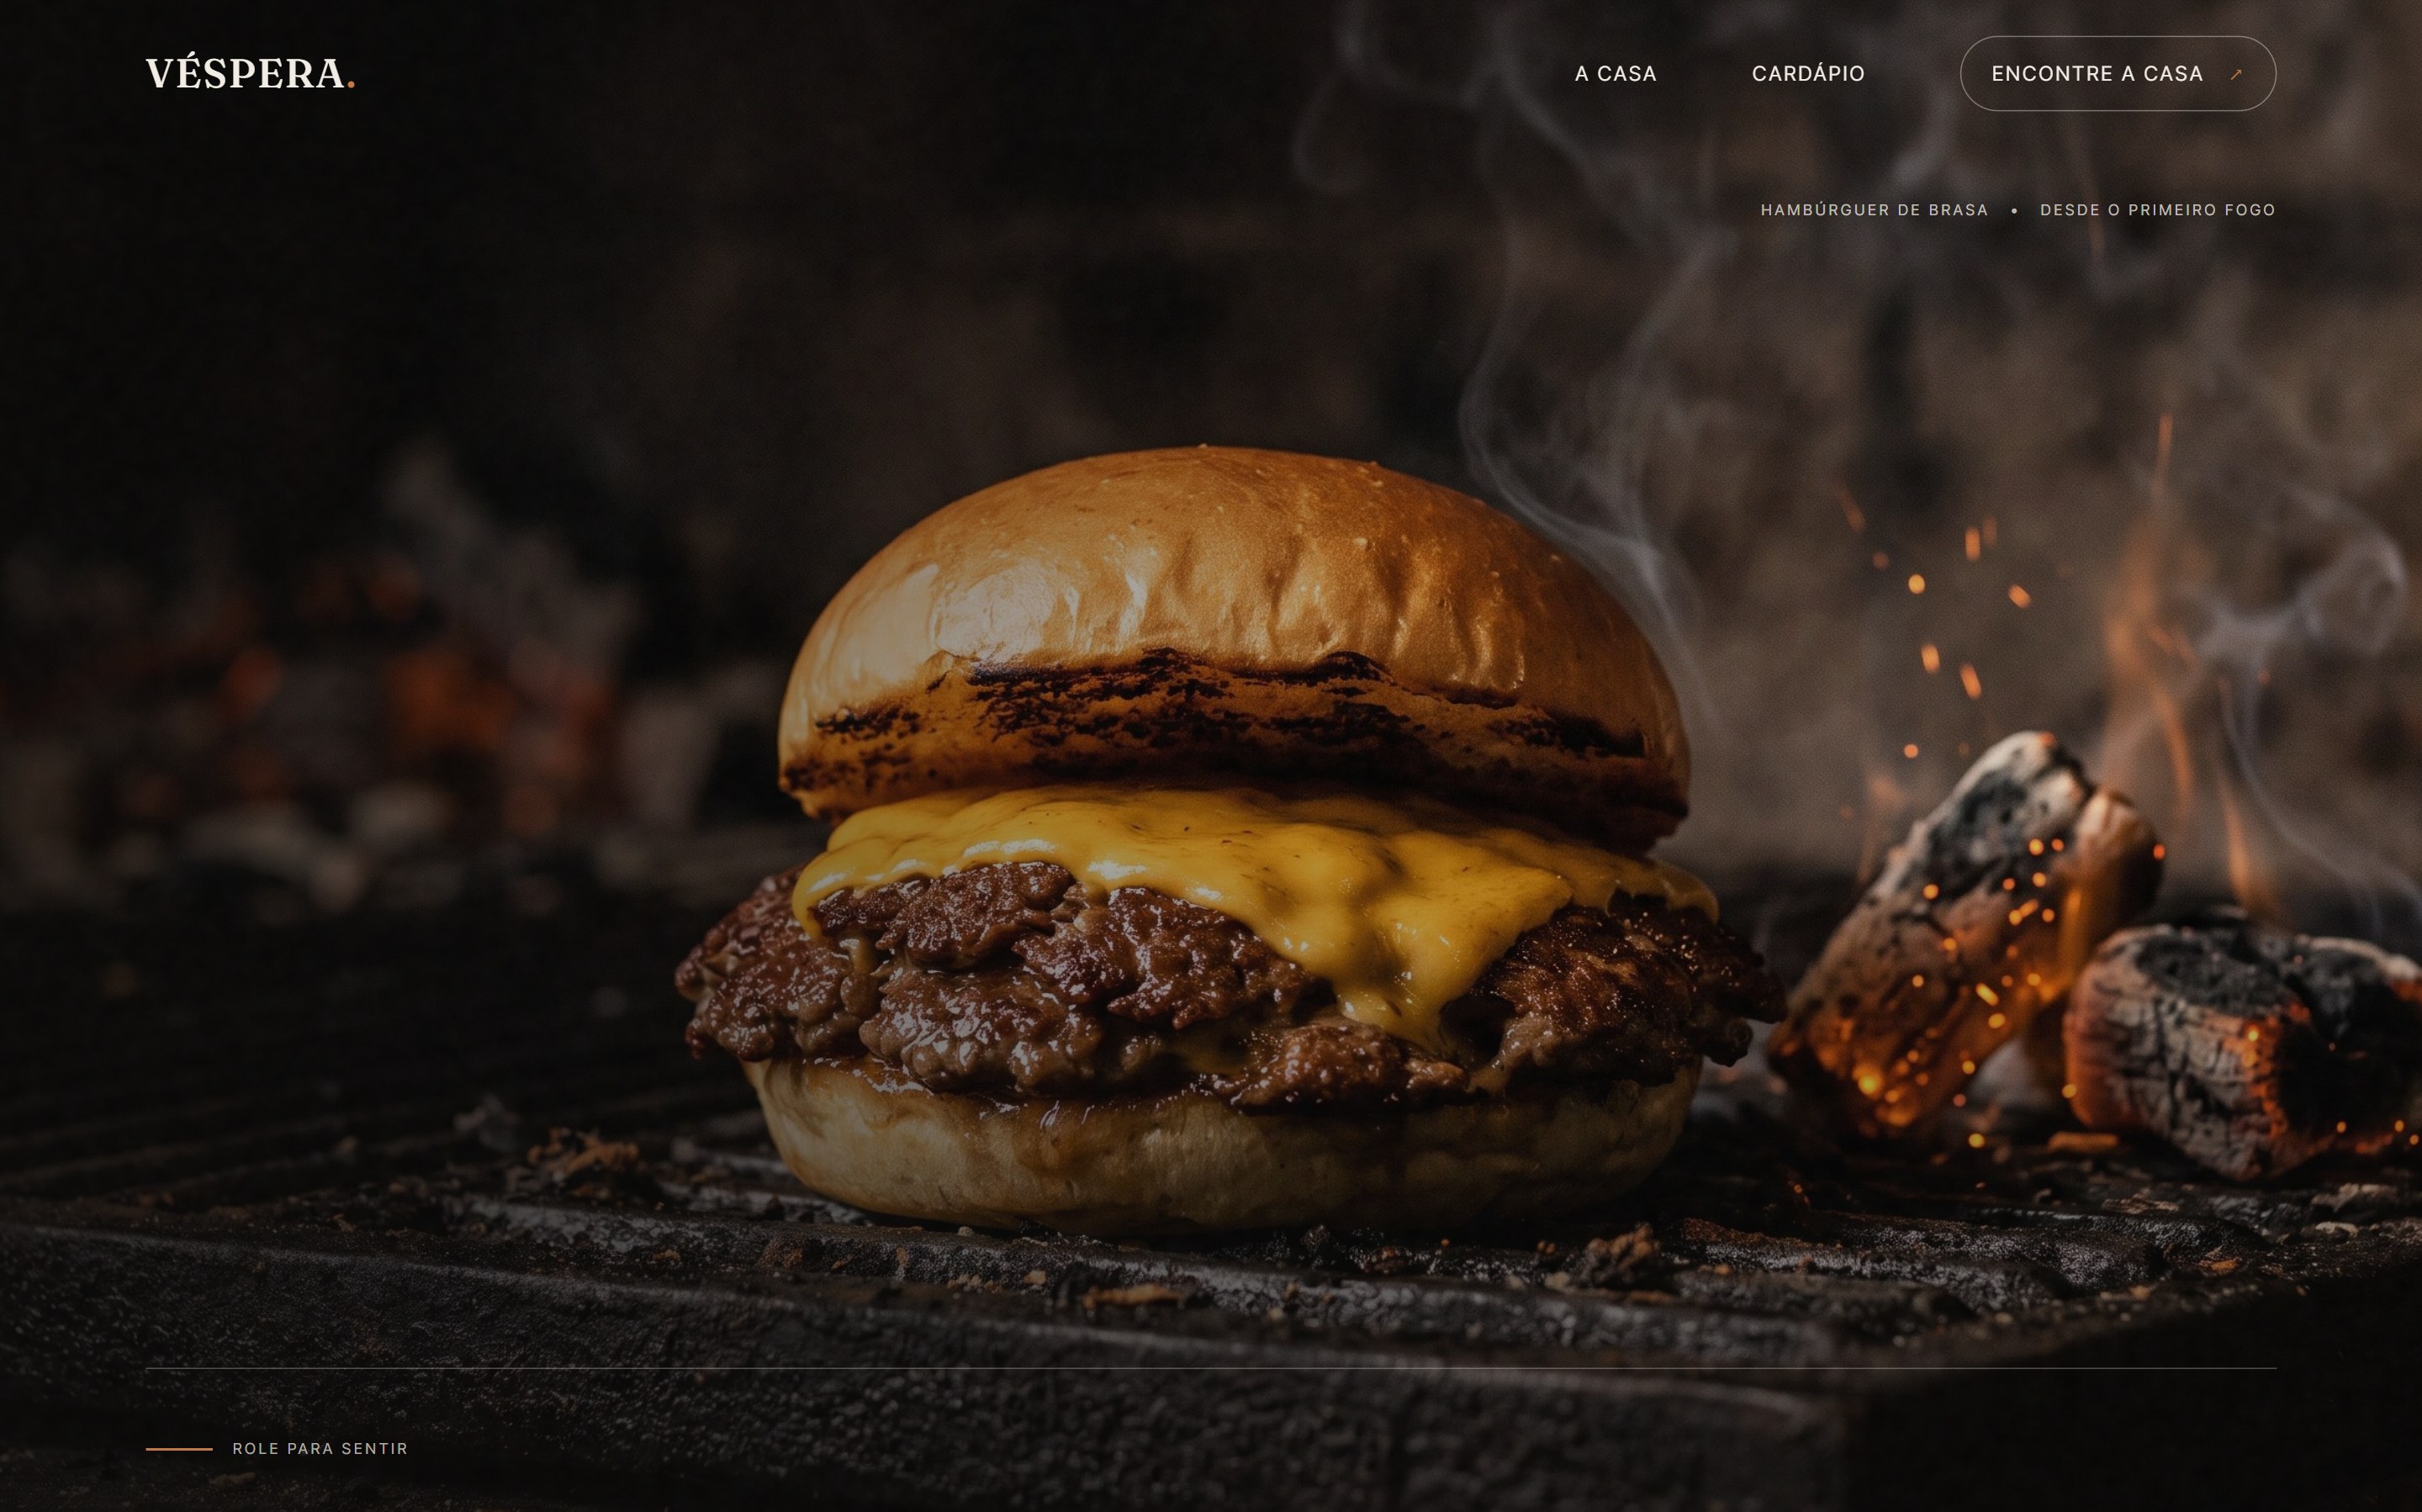 VÉSPERA.
A CASA
CARDÁPIO
ENCONTRE A CASA ↗
HAMBÚRGUER DE BRASA • DESDE O PRIMEIRO FOGO
ROLE PARA SENTIR